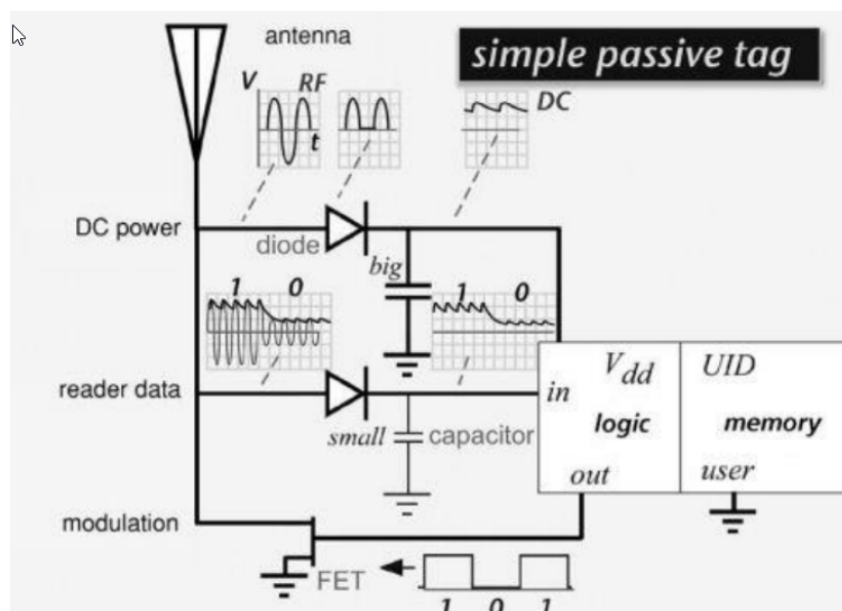 antenna
simple passive tag
V RF
t
DC
DC power
diode
big
1 0
1 0
reader data
small capacitor
in
Vdd
logic
UID
memory
out
user
modulation
FET
1 0 1